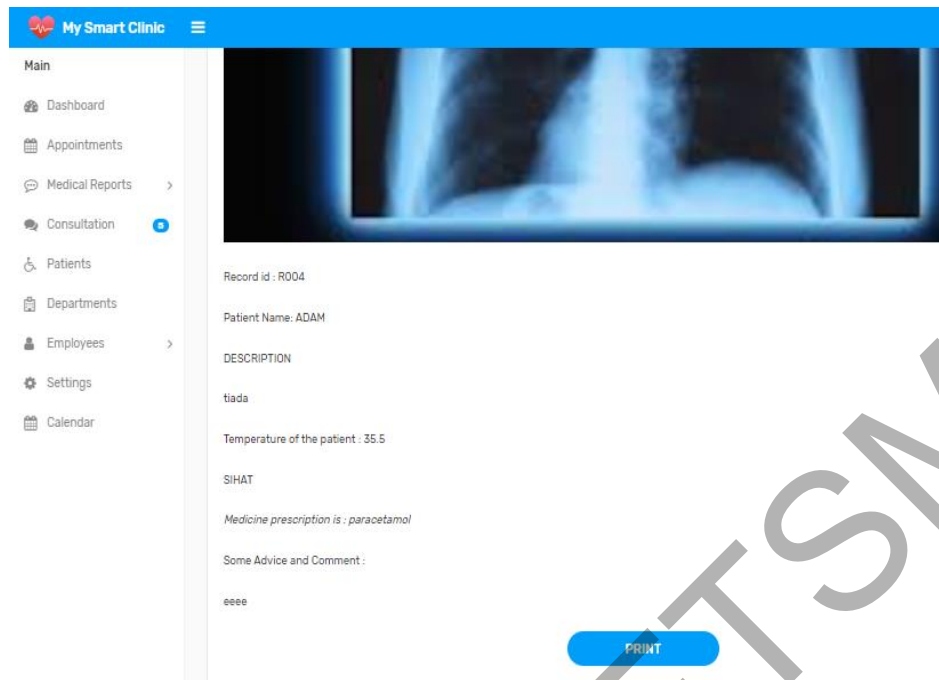 My Smart Clinic
Main
Dashboard
Appointments
Medical Reports
Consultation
Patients
Departments
Employees
Settings
Calendar
Record id : R004
Patient Name: ADAM
DESCRIPTION
tiada
Temperature of the patient : 35.5
SIHAT
Medicine prescription is : paracetamol
Some Advice and Comment :
eeee
PRINT